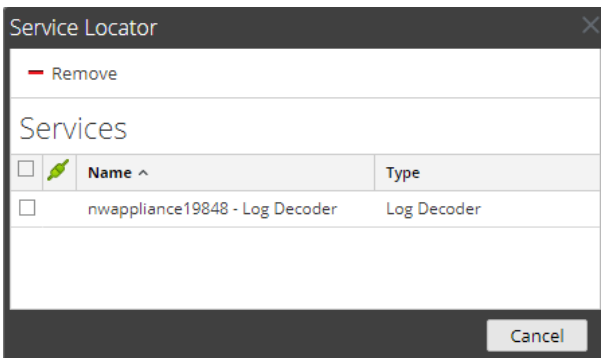 Service Locator
Remove
Services
Name Type
nwappliance19848 - Log Decoder Log Decoder
Cancel